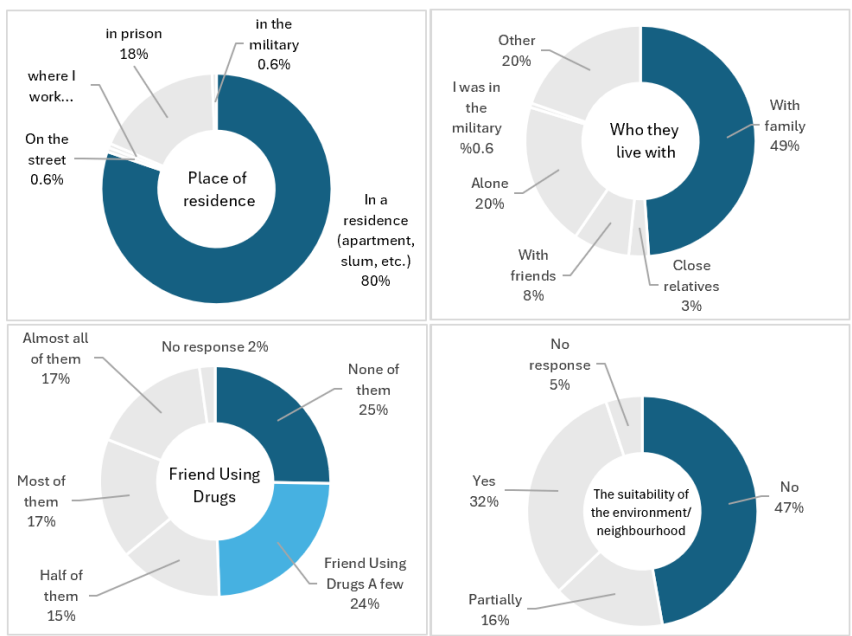 in prison
18%
in the
military
0.6%
where I
work...
On the
street
0.6%
Place of
residence
In a
residence
(apartment,
slum, etc.)
80%
Other
20%
I was in
the
military
%0.6
Alone
20%
With
friends
8%
Close
relatives
3%
With
family
49%
Who they
live with
Almost all
of them
17%
No response 2%
None of
them
25%
Most of
them
17%
Friend Using
Drugs
Half of
them
15%
Friend Using
Drugs A few
24%
No
response
5%
Yes
32%
No
47%
The suitability of
the environment/
neighbourhood
Partially
16%